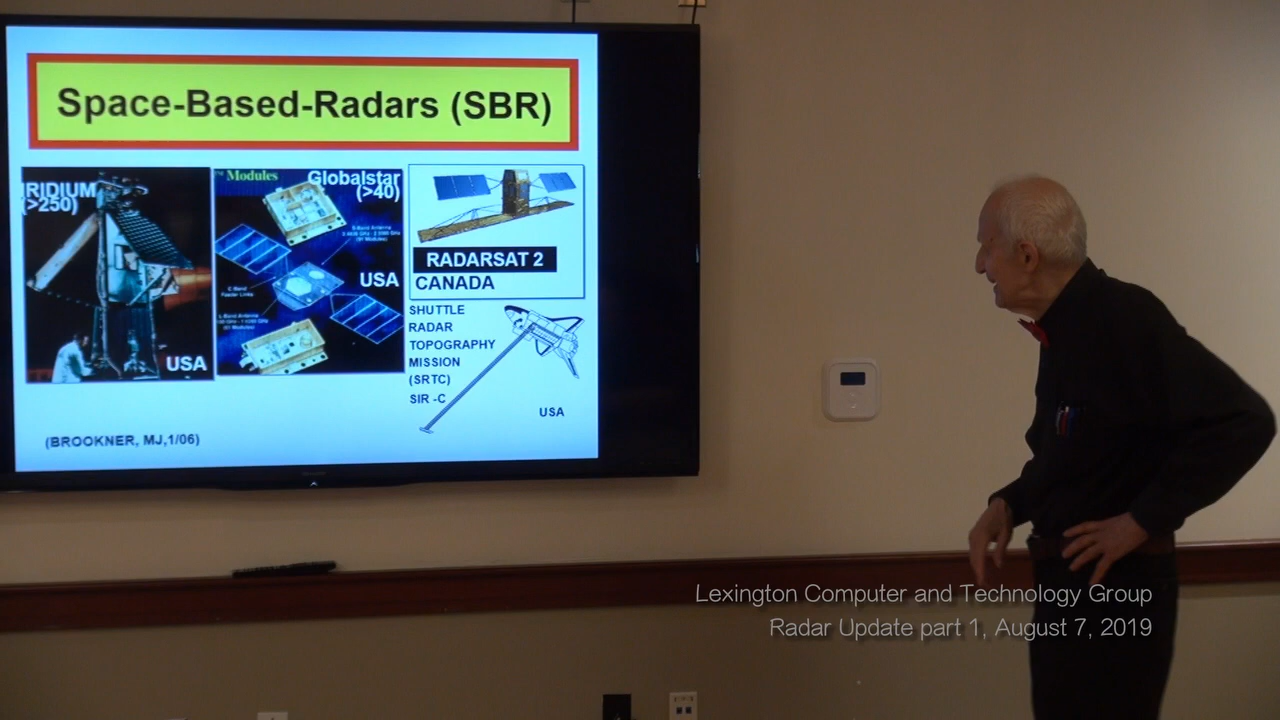 Space-Based-Radars (SBR)
IRIDIUM
(>250)
USA
Modules
Globalstar
(>40)
USA
RADARSAT 2
CANADA
SHUTTLE
RADAR
TOPOGRAPHY
MISSION
(SRTC)
SIR -C
USA
(BROOKNER, MJ,1/06)
Lexington Computer and Technology Group
Radar Update part 1, August 7, 2019